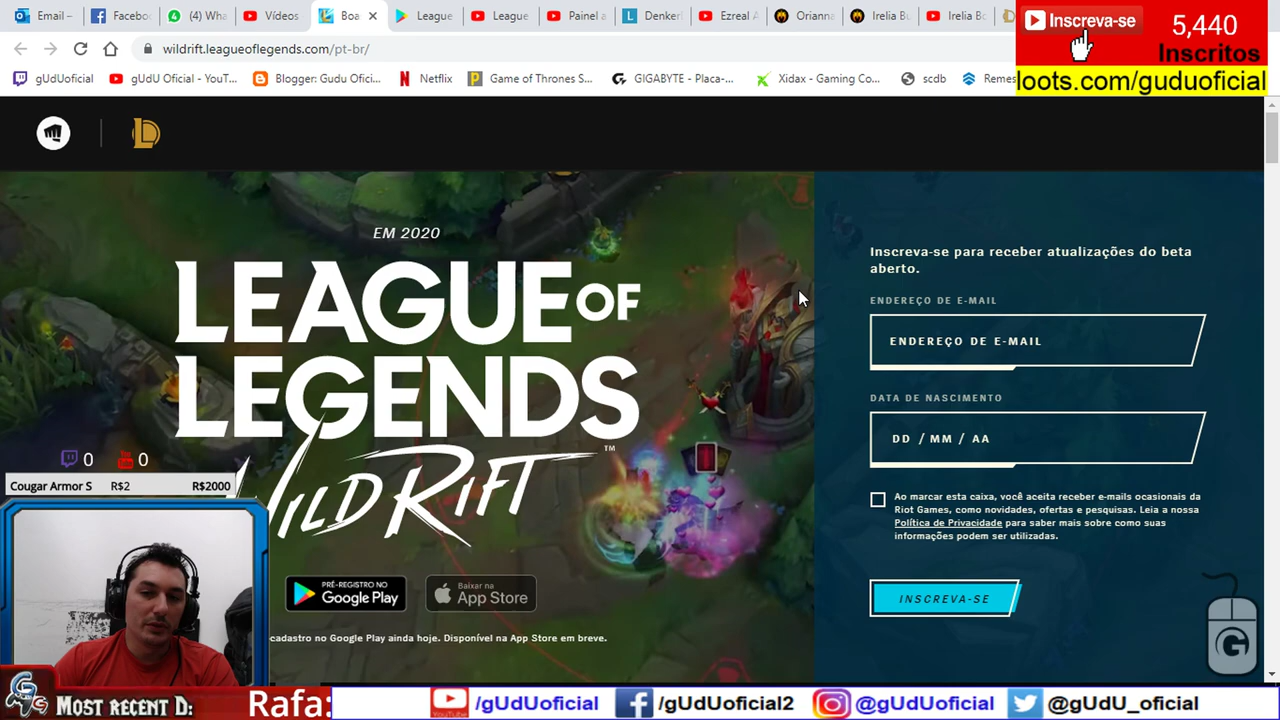 Email –
Facebo
(4) Wha
Vídeos
Boa
League
League
Painel a
Denkeri
Ezreal A
Orianna
Irelia Bu
Irelia Bo
Inscreva-se
5,440
Inscritos
loots.com/guduoficial
wildrift.leagueoflegends.com/pt-br/
gUdUoficial
gUdU Oficial - YouT...
Blogger: Gudu Ofici...
Netflix
Game of Thrones S...
GIGABYTE - Placa-...
Xidax - Gaming Co...
scdb
Remes
EM 2020
LEAGUE OF
LEGENDS
WILD RIFT
TM
PRÉ-REGISTRO NO
Google Play
Baixar na
App Store
cadastro no Google Play ainda hoje. Disponível na App Store em breve.
Inscreva-se para receber atualizações do beta
aberto.
ENDEREÇO DE E-MAIL
ENDEREÇO DE E-MAIL
DATA DE NASCIMENTO
DD / MM / AA
Ao marcar esta caixa, você aceita receber e-mails ocasionais da
Riot Games, como novidades, ofertas e pesquisas. Leia a nossa
Política de Privacidade para saber mais sobre como suas
informações podem ser utilizadas.
INSCREVA-SE
0
0
Cougar Armor S R$2 R$2000
G
Most recent D:
Rafa:
/gUdUoficial
/gUdUoficial2
@gUdUoficial
@gUdU_oficial